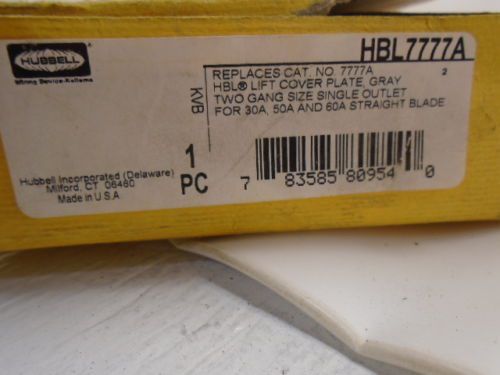 HUBBELL
Wiring Device-Kellems
HBL7777A
REPLACES CAT. NO. 7777A 2
HBL® LIFT COVER PLATE, GRAY
TWO GANG SIZE SINGLE OUTLET
FOR 30A, 50A AND 60A STRAIGHT BLADE
KVB
1
PC
7 83585 80954 0
Hubbell Incorporated (Delaware)
Milford, CT 06460
Made in U.S.A